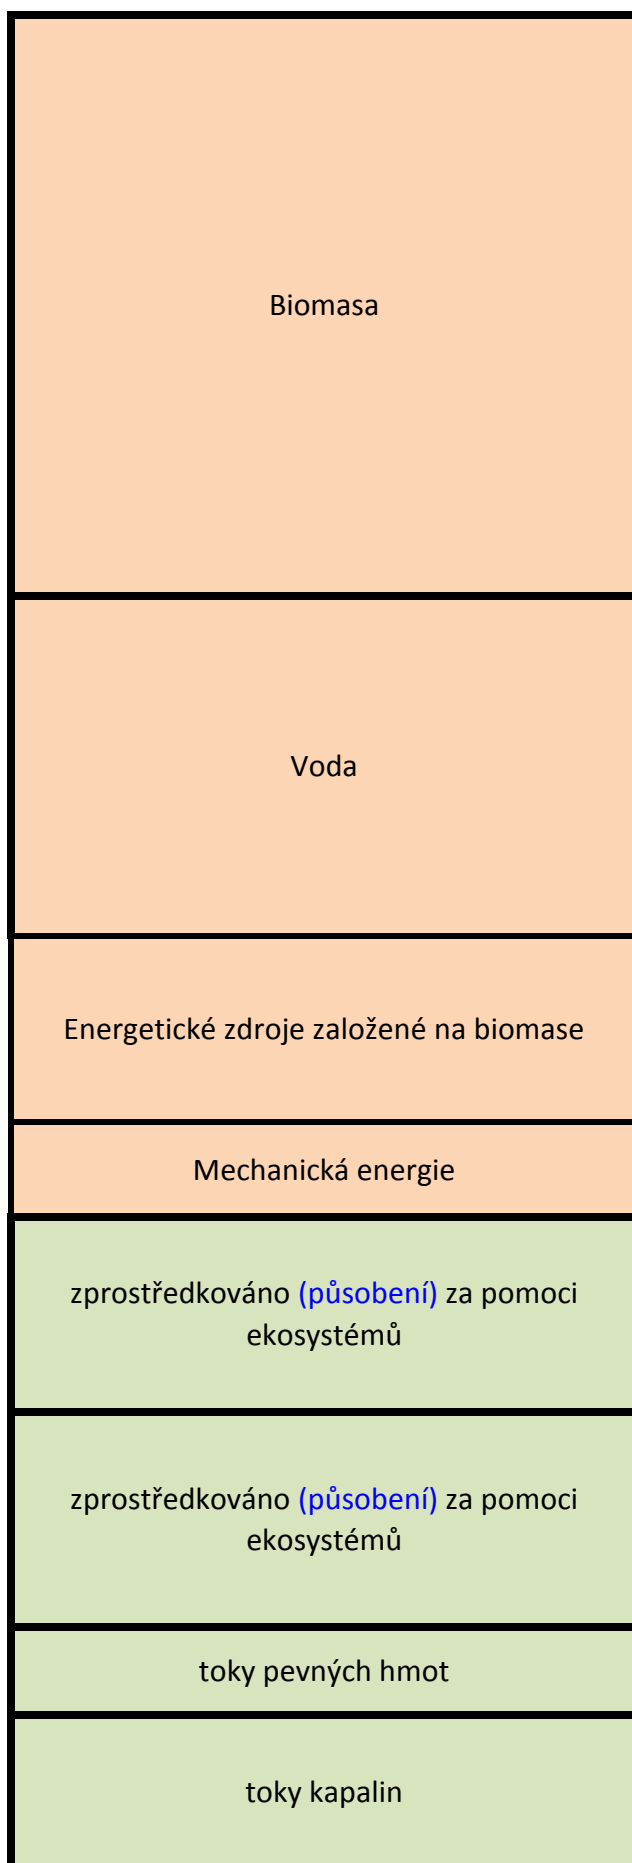 Biomasa
Voda
Energetické zdroje založené na biomase
Mechanická energie
zprostředkováno (působení) za pomoci
ekosystémů
zprostředkováno (působení) za pomoci
ekosystémů
toky pevných hmot
toky kapalin